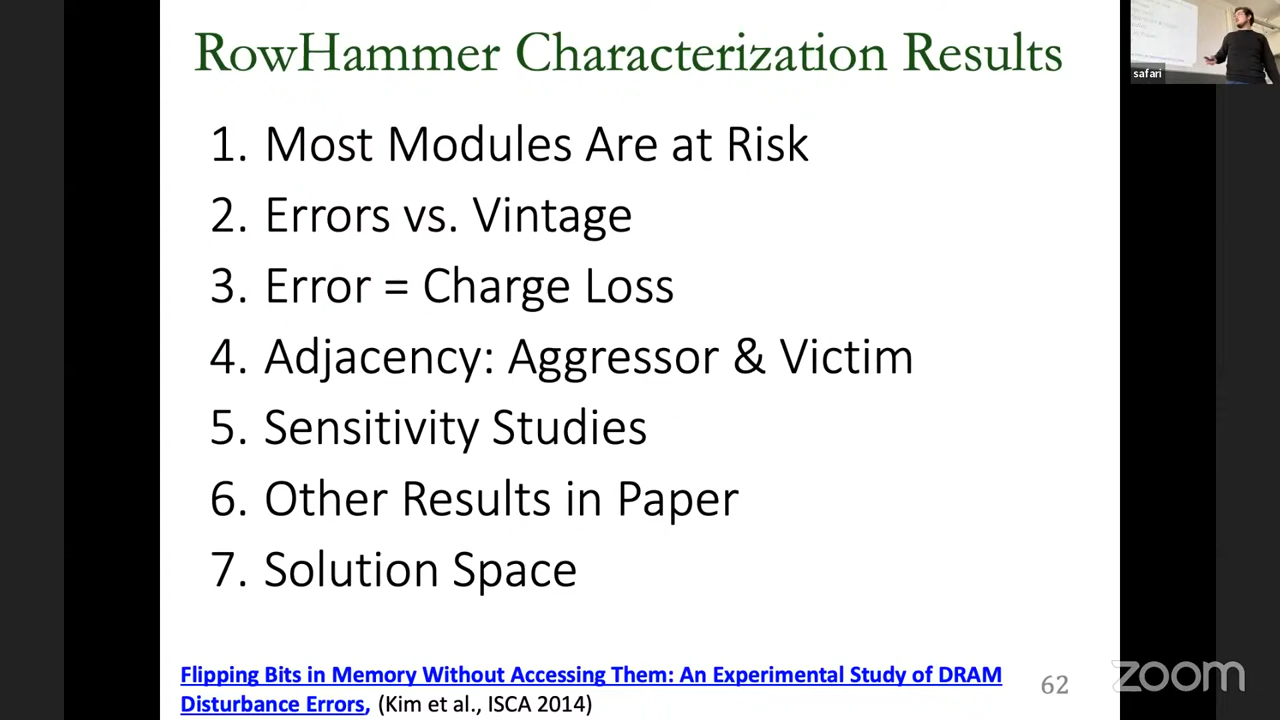 RowHammer Characterization Results
safari
1. Most Modules Are at Risk
2. Errors vs. Vintage
3. Error = Charge Loss
4. Adjacency: Aggressor & Victim
5. Sensitivity Studies
6. Other Results in Paper
7. Solution Space
Flipping Bits in Memory Without Accessing Them: An Experimental Study of DRAM
Disturbance Errors, (Kim et al., ISCA 2014)
62
zoom